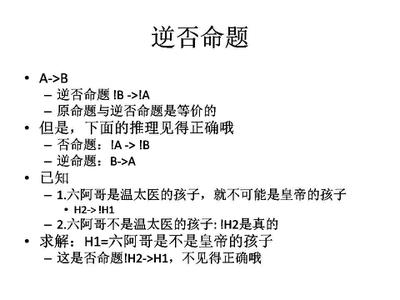 逆否命题
• A->B
– 逆否命题 !B ->!A
– 原命题与逆否命题是等价的
• 但是，下面的推理见得正确哦
– 否命题：!A -> !B
– 逆命题：B->A
• 已知
– 1.六阿哥是温太医的孩子，就不可能是皇帝的孩子
• H2-> !H1
– 2.六阿哥不是温太医的孩子: !H2是真的
• 求解：H1=六阿哥是不是皇帝的孩子
– 这是否命题!H2->H1，不见得正确哦